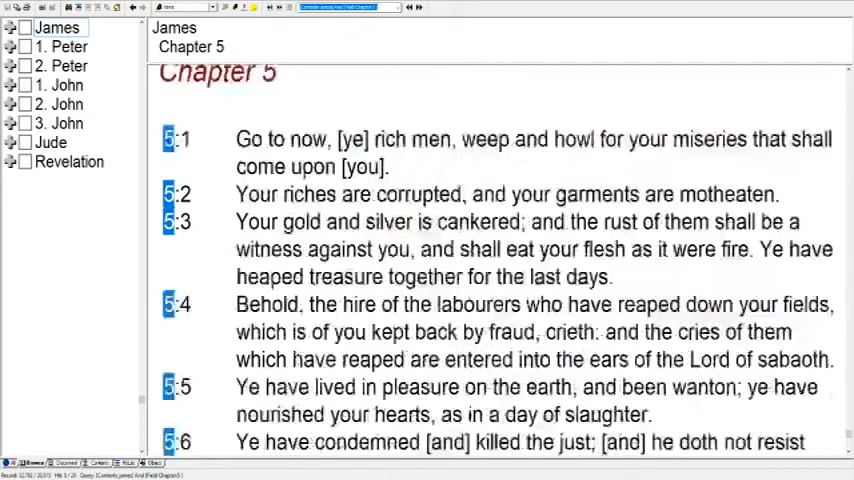 James
1. Peter
2. Peter
1. John
2. John
3. John
Jude
Revelation
James
Chapter 5
Chapter 5
5:1 Go to now, [ye] rich men, weep and howl for your miseries that shall
come upon [you].
5:2 Your riches are corrupted, and your garments are motheaten.
5:3 Your gold and silver is cankered; and the rust of them shall be a
witness against you, and shall eat your flesh as it were fire. Ye have
heaped treasure together for the last days.
5:4 Behold, the hire of the labourers who have reaped down your fields,
which is of you kept back by fraud, crieth: and the cries of them
which have reaped are entered into the ears of the Lord of sabaoth.
5:5 Ye have lived in pleasure on the earth, and been wanton; ye have
nourished your hearts, as in a day of slaughter.
5:6 Ye have condemned [and] killed the just; [and] he doth not resist
All Browse Document Contents Hit List Object